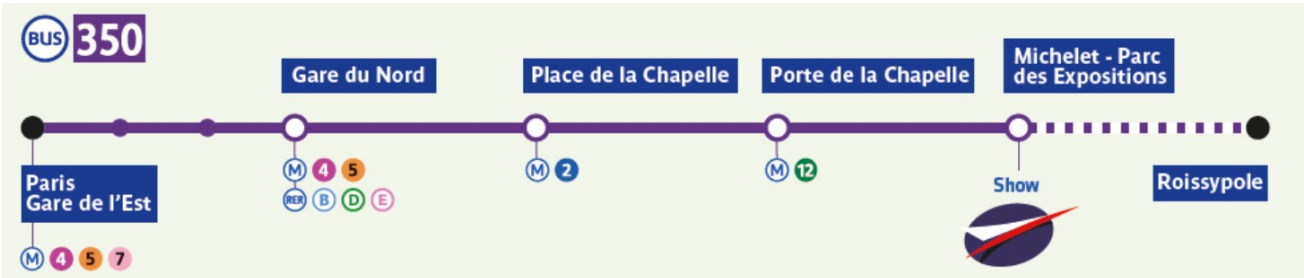 BUS 350
Gare du Nord
Place de la Chapelle
Porte de la Chapelle
Michelet - Parc
des Expositions
Paris
Gare de l'Est
M 4 5 7
M 4 5
RER B D E
M 2
M 12
Show
Roissypole